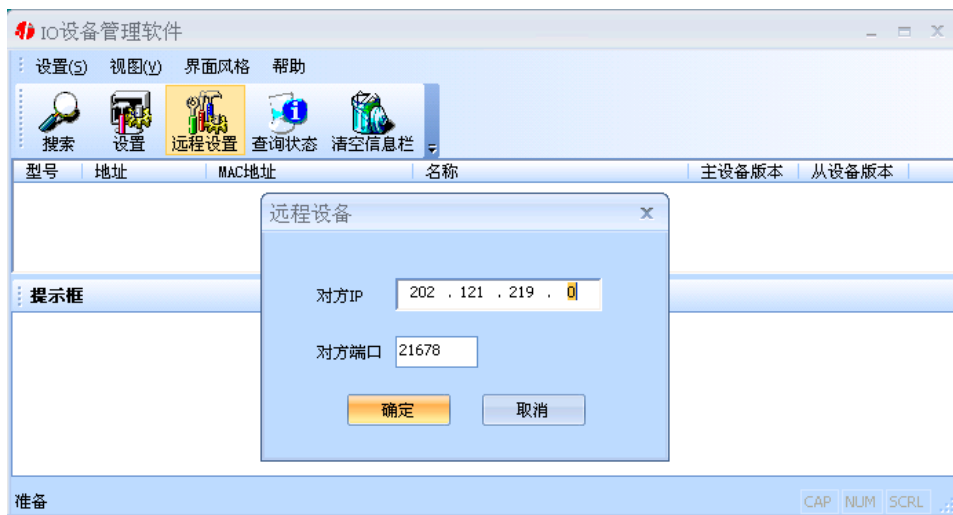 IO设备管理软件
设置(S) 视图(V) 界面风格 帮助
搜索 设置 远程设置 查询状态 清空信息栏
型号 地址 MAC地址 名称 主设备版本 从设备版本
远程设备
对方IP 202 . 121 . 219 . 0
提示框
对方端口 21678
确定 取消
准备 CAP NUM SCRL